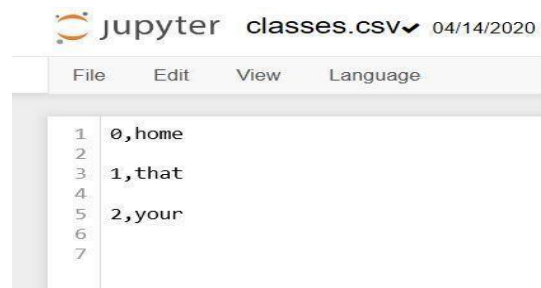 jupyter classes.csv✔ 04/14/2020
File Edit View Language
1 0,home
2
3 1,that
4
5 2,your
6
7